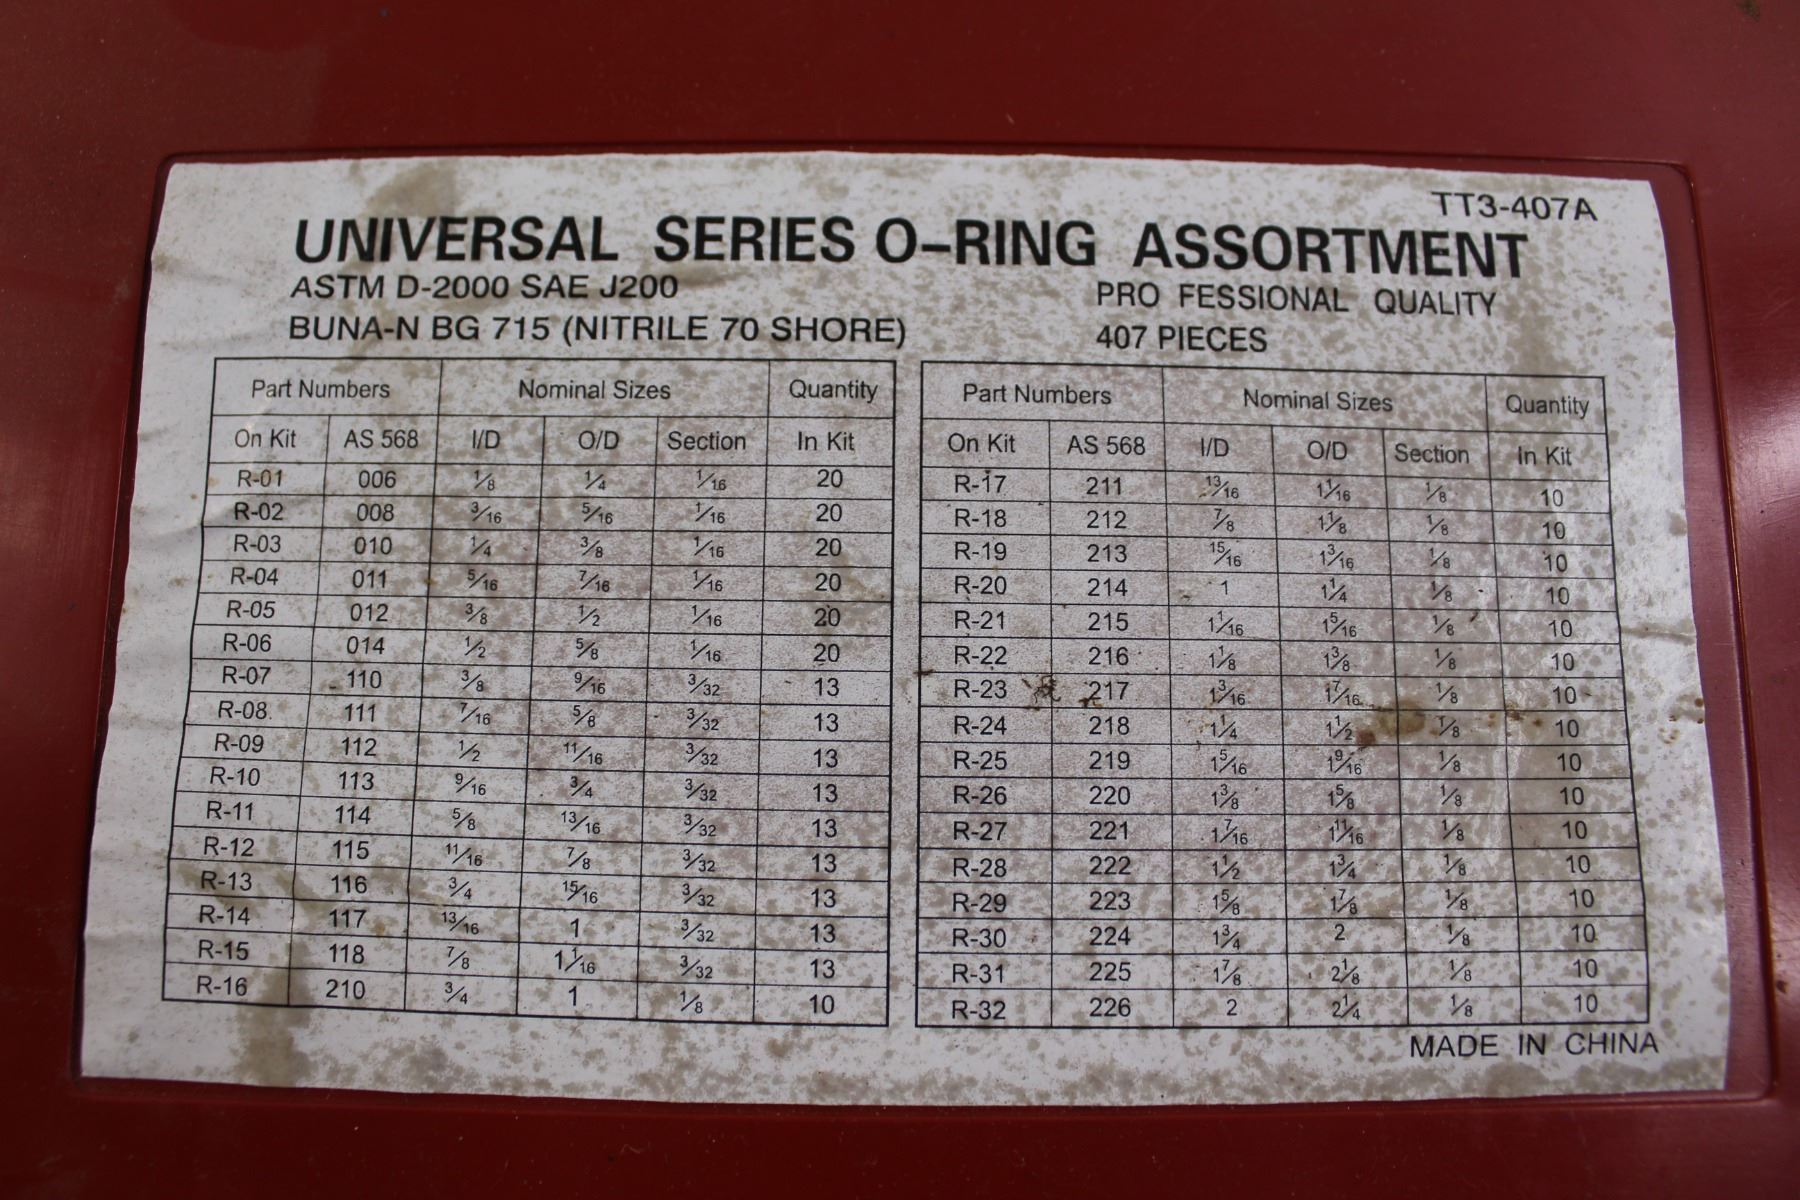 TT3-407A
UNIVERSAL SERIES O-RING ASSORTMENT
ASTM D-2000 SAE J200
BUNA-N BG 715 (NITRILE 70 SHORE)
PRO FESSIONAL QUALITY
407 PIECES
Part Numbers Nominal Sizes Quantity
On Kit AS 568 I/D O/D Section In Kit
R-01 006 1/8 1/4 1/16 20
R-02 008 3/16 5/16 1/16 20
R-03 010 1/4 3/8 1/16 20
R-04 011 5/16 7/16 1/16 20
R-05 012 3/8 1/2 1/16 20
R-06 014 1/2 5/8 1/16 20
R-07 110 3/8 9/16 3/32 13
R-08 111 7/16 5/8 3/32 13
R-09 112 1/2 11/16 3/32 13
R-10 113 9/16 3/4 3/32 13
R-11 114 5/8 13/16 3/32 13
R-12 115 11/16 7/8 3/32 13
R-13 116 3/4 15/16 3/32 13
R-14 117 13/16 1 3/32 13
R-15 118 7/8 1 1/16 3/32 13
R-16 210 3/4 1 1/8 10
Part Numbers Nominal Sizes Quantity
On Kit AS 568 I/D O/D Section In Kit
R-17 211 13/16 1 1/16 1/8 10
R-18 212 7/8 1 1/8 1/8 10
R-19 213 15/16 1 3/16 1/8 10
R-20 214 1 1 1/4 1/8 10
R-21 215 1 1/16 1 5/16 1/8 10
R-22 216 1 1/8 1 3/8 1/8 10
R-23 217 1 3/16 1 7/16 1/8 10
R-24 218 1 1/4 1 1/2 1/8 10
R-25 219 1 5/16 1 9/16 1/8 10
R-26 220 1 3/8 1 5/8 1/8 10
R-27 221 1 7/16 1 11/16 1/8 10
R-28 222 1 1/2 1 3/4 1/8 10
R-29 223 1 5/8 1 7/8 1/8 10
R-30 224 1 3/4 2 1/8 10
R-31 225 1 7/8 2 1/8 1/8 10
R-32 226 2 2 1/4 1/8 10
MADE IN CHINA